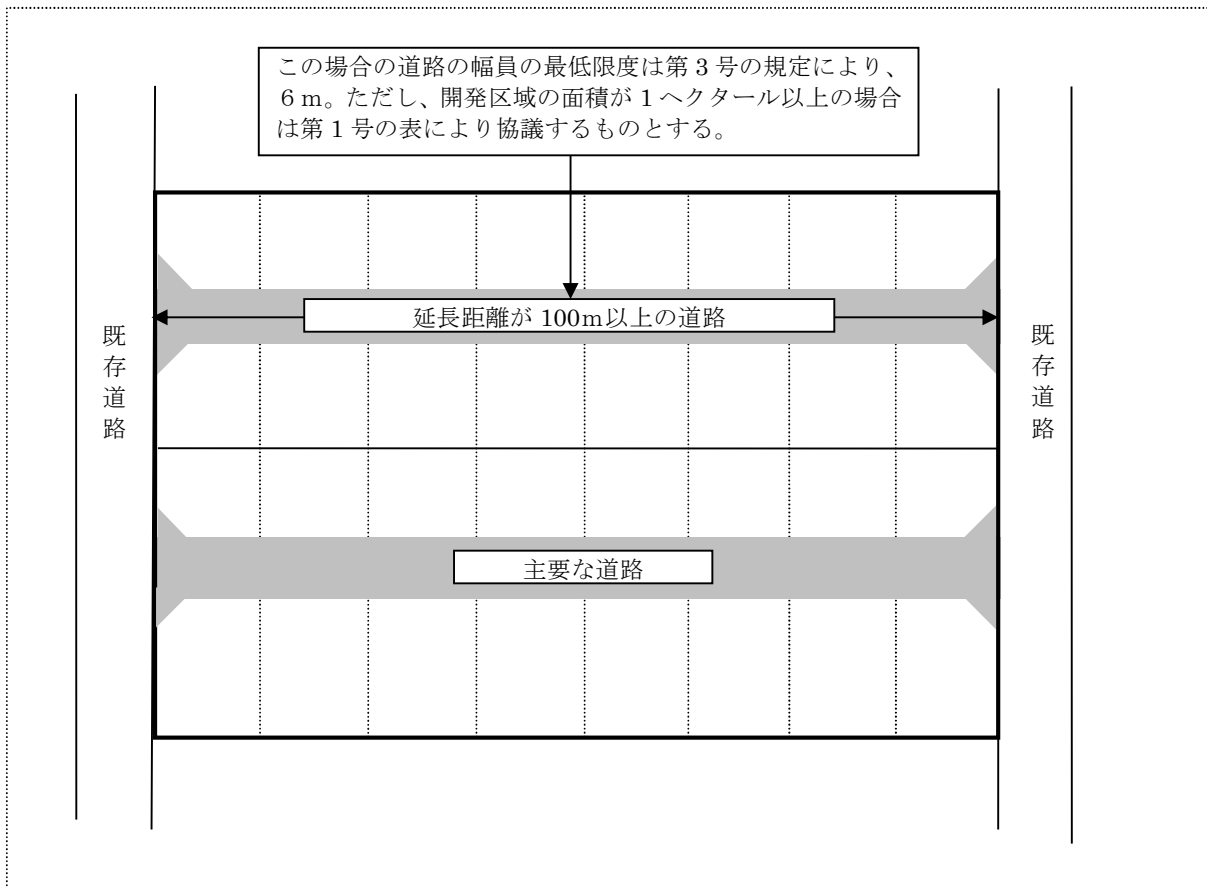 この場合の道路の幅員の最低限度は第３号の規定により、
６ｍ。ただし、開発区域の面積が１ヘクタール以上の場合
は第１号の表により協議するものとする。
延長距離が 100m以上の道路
既存道路
既存道路
主要な道路